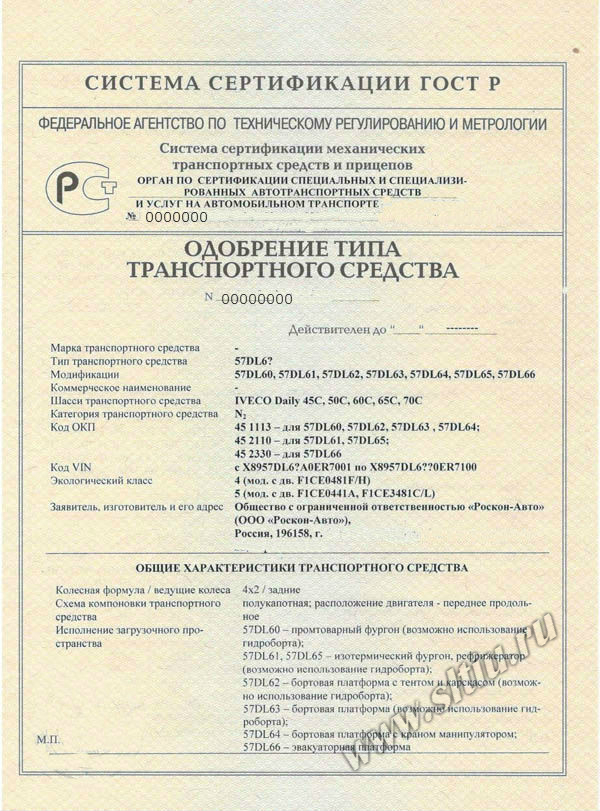 СИСТЕМА СЕРТИФИКАЦИИ ГОСТ Р
ФЕДЕРАЛЬНОЕ АГЕНТСТВО ПО ТЕХНИЧЕСКОМУ РЕГУЛИРОВАНИЮ И МЕТРОЛОГИИ
Система сертификации механических
транспортных средств и прицепов
ОРГАН ПО СЕРТИФИКАЦИИ СПЕЦИАЛЬНЫХ И СПЕЦИАЛИЗИ-
РОВАННЫХ АВТОТРАНСПОРТНЫХ СРЕДСТВ
И УСЛУГ НА АВТОМОБИЛЬНОМ ТРАНСПОРТЕ
№ 0000000
РСТ
ОДОБРЕНИЕ ТИПА
ТРАНСПОРТНОГО СРЕДСТВА
N 00000000
Действителен до "____" --------
Марка транспортного средства -
Тип транспортного средства 57DL6?
Модификации 57DL60, 57DL61, 57DL62, 57DL63, 57DL64, 57DL65, 57DL66
Коммерческое наименование -
Шасси транспортного средства IVECO Daily 45C, 50C, 60C, 65C, 70C
Категория транспортного средства N₂
Код ОКП 45 1113 – для 57DL60, 57DL62, 57DL63 , 57DL64;
45 2110 – для 57DL61, 57DL65;
45 2330 – для 57DL66
Код VIN с X8957DL6?A0ER7001 по X8957DL6??0ER7100
Экологический класс 4 (мод. с дв. F1CE0481F/H)
5 (мод. с дв. F1CE0441A, F1CE3481C/L)
Заявитель, изготовитель и его адрес Общество с ограниченной ответственностью «Роскон-Авто»
(ООО «Роскон-Авто»),
Россия, 196158, г.
ОБЩИЕ ХАРАКТЕРИСТИКИ ТРАНСПОРТНОГО СРЕДСТВА
Колесная формула / ведущие колеса 4x2 / задние
Схема компоновки транспортного полукапотная; расположение двигателя - переднее продоль-
средства ное
Исполнение загрузочного про- 57DL60 – промтоварный фургон (возможно использование
странства гидроборта);
57DL61, 57DL65 – изотермический фургон, рефрижератор
(возможно использование гидроборта);
57DL62 – бортовая платформа с тентом и каркасом (возмож-
но использование гидроборта);
57DL63 – бортовая платформа (возможно использование гид-
роборта);
57DL64 – бортовая платформа с краном манипулятором;
57DL66 – эвакуаторная платформа
М.П.
www.sltiu.ru